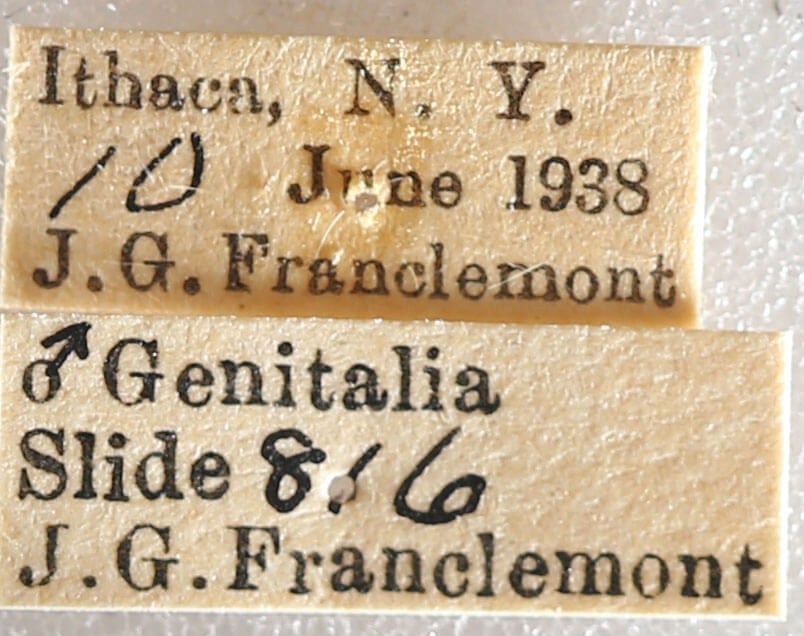 Ithaca, N. Y.
10 June 1938
J. G. Franclemont
♂ Genitalia
Slide 816
J. G. Franclemont